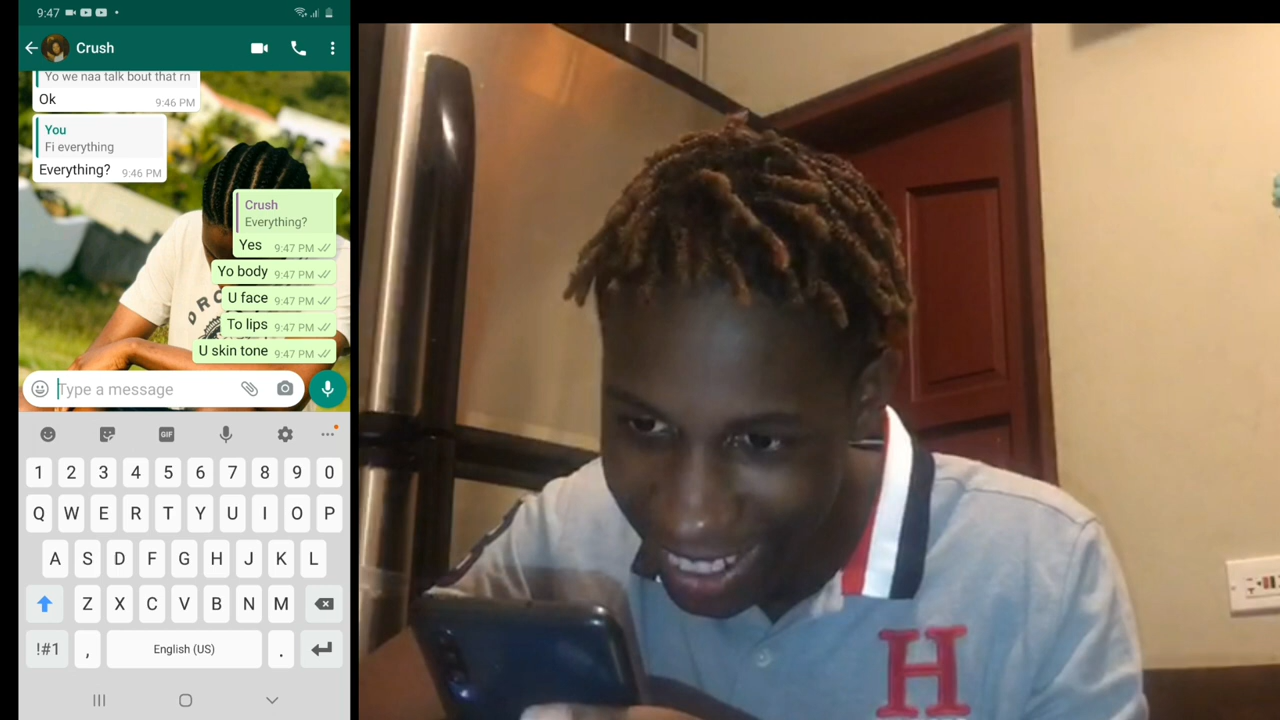 9:47
Crush
Yo we naa talk bout that rn
Ok 9:46 PM
You
Fi everything
Everything? 9:46 PM
Crush
Everything?
Yes 9:47 PM
Yo body 9:47 PM
U face 9:47 PM
To lips 9:47 PM
U skin tone 9:47 PM
Type a message
GIF
1 2 3 4 5 6 7 8 9 0
Q W E R T Y U I O P
A S D F G H J K L
Z X C V B N M
!#1 , English (US) .
DRO
H